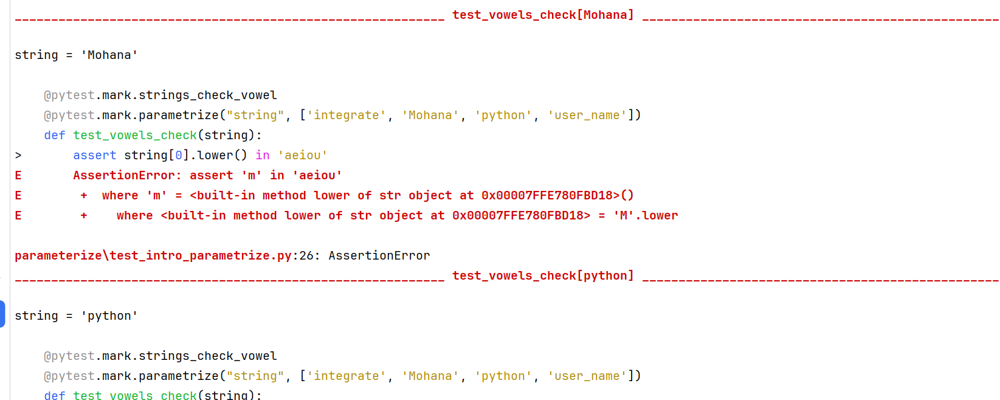 ___________________________________________________________ test_vowels_check[Mohana] _________________________________________________
string = 'Mohana'
    @pytest.mark.strings_check_vowel
    @pytest.mark.parametrize("string", ['integrate', 'Mohana', 'python', 'user_name'])
    def test_vowels_check(string):
>       assert string[0].lower() in 'aeiou'
E       AssertionError: assert 'm' in 'aeiou'
E        +  where 'm' = <built-in method lower of str object at 0x00007FFE780FBD18>()
E        +    where <built-in method lower of str object at 0x00007FFE780FBD18> = 'M'.lower
parameterize\test_intro_parametrize.py:26: AssertionError
___________________________________________________________ test_vowels_check[python] _________________________________________________
string = 'python'
    @pytest.mark.strings_check_vowel
    @pytest.mark.parametrize("string", ['integrate', 'Mohana', 'python', 'user_name'])
    def test_vowels_check(string):